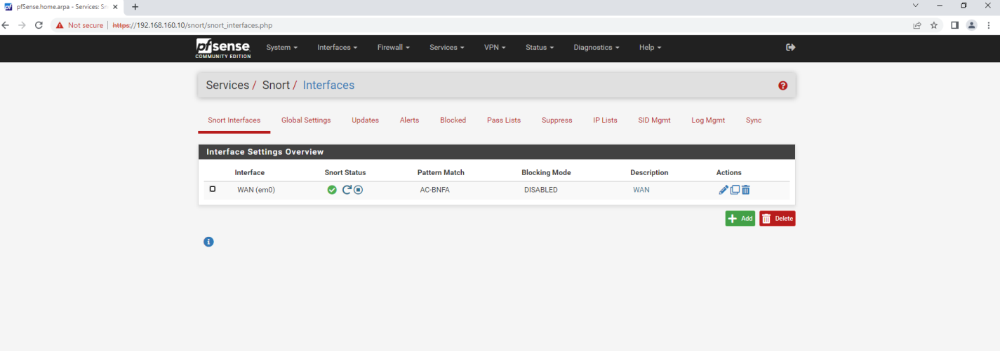 pfSense.home.arpa - Services: Sn
Not secure | https://192.168.160.10/snort/snort_interfaces.php
pfsense COMMUNITY EDITION
System Interfaces Firewall Services VPN Status Diagnostics Help
Services / Snort / Interfaces
Snort Interfaces Global Settings Updates Alerts Blocked Pass Lists Suppress IP Lists SID Mgmt Log Mgmt Sync
Interface Settings Overview
Interface Snort Status Pattern Match Blocking Mode Description Actions
WAN (em0) AC-BNFA DISABLED WAN
Add Delete